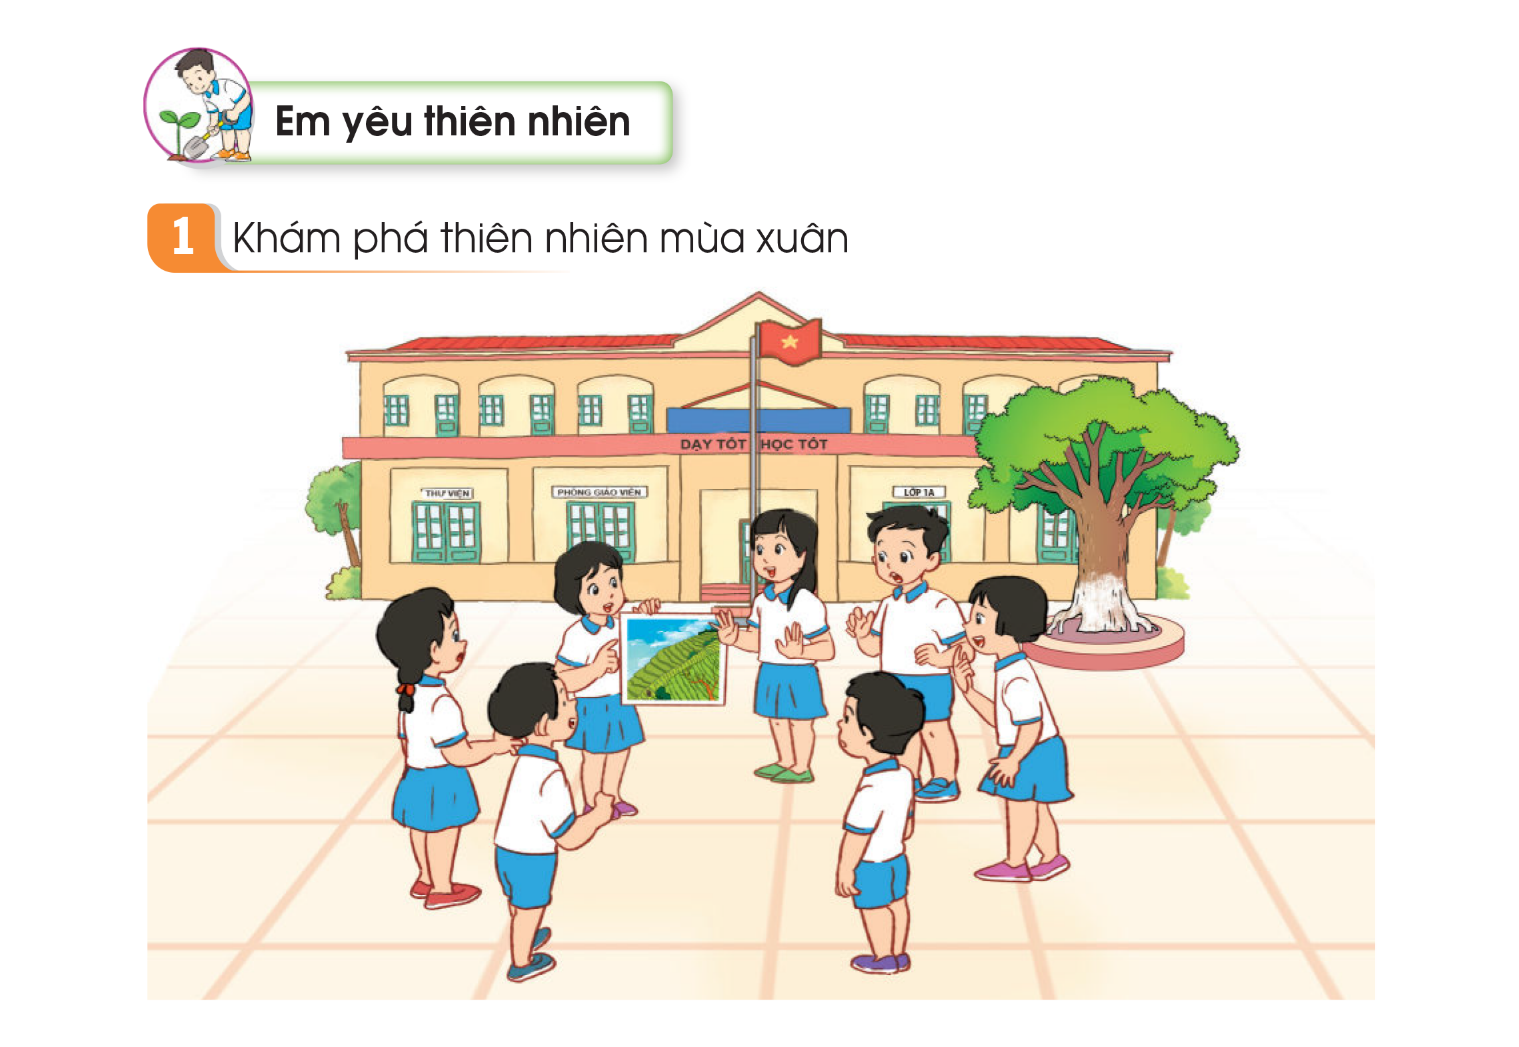 Em yêu thiên nhiên
1 Khám phá thiên nhiên mùa xuân
DẠY TỐT HỌC TỐT
THƯ VIỆN
PHÒNG GIÁO VIÊN
LỚP 1A